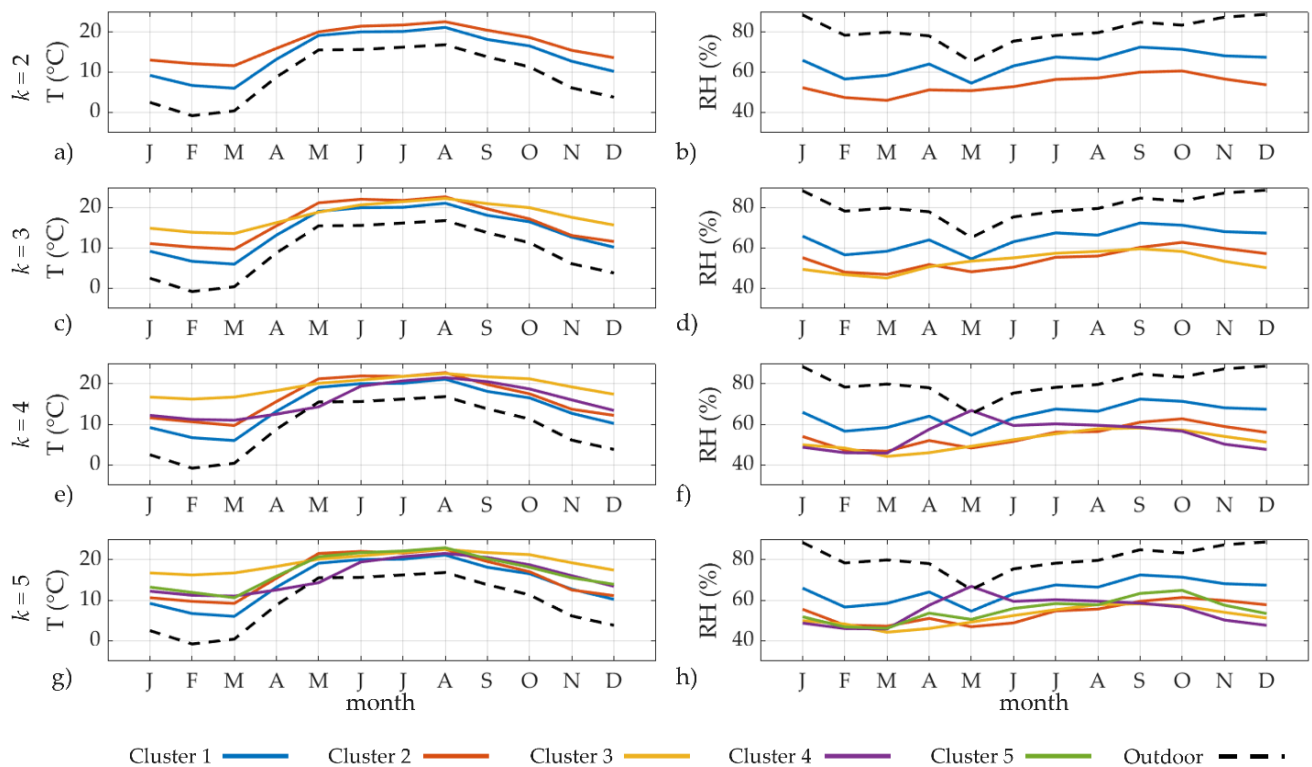 k = 2
T (°C)
20
10
0
J F M A M J J A S O N D
a)
RH (%)
80
60
40
J F M A M J J A S O N D
b)
k = 3
T (°C)
20
10
0
J F M A M J J A S O N D
c)
RH (%)
80
60
40
J F M A M J J A S O N D
d)
k = 4
T (°C)
20
10
0
J F M A M J J A S O N D
e)
RH (%)
80
60
40
J F M A M J J A S O N D
f)
k = 5
T (°C)
20
10
0
J F M A M J J A S O N D
g)
month
RH (%)
80
60
40
J F M A M J J A S O N D
h)
month
Cluster 1 Cluster 2 Cluster 3 Cluster 4 Cluster 5 Outdoor